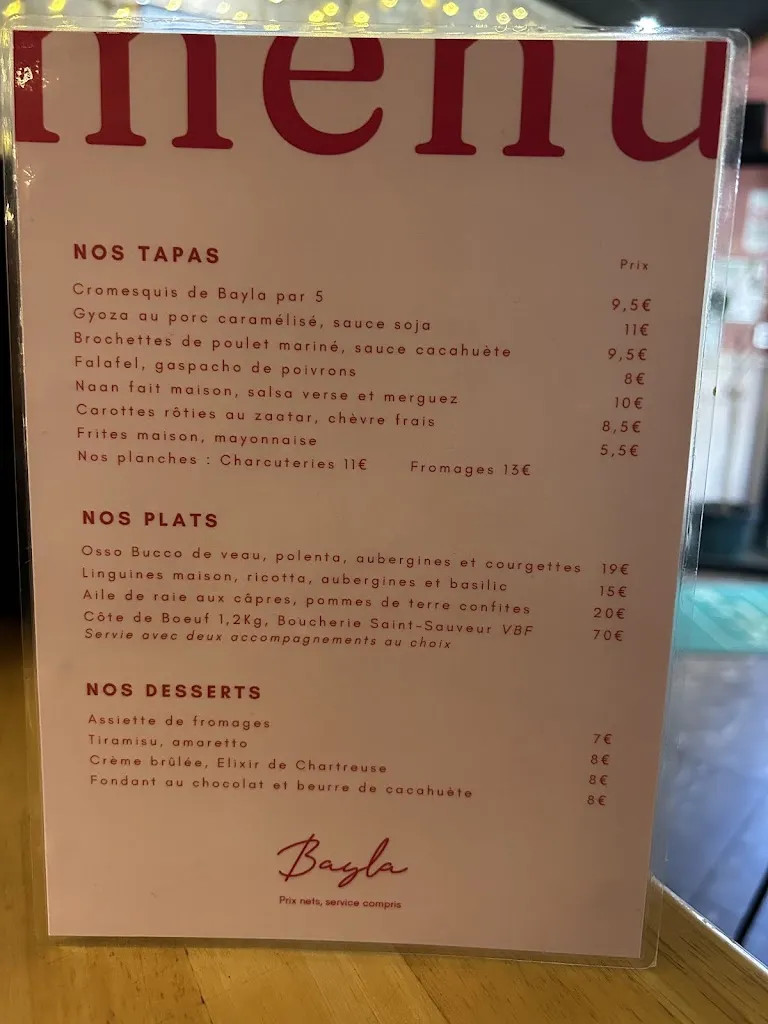 menu
NOS TAPAS
Prix
Cromesquis de Bayla par 5 9,5€
Gyoza au porc caramélisé, sauce soja 11€
Brochettes de poulet mariné, sauce cacahuète 9,5€
Falafel, gaspacho de poivrons 8€
Naan fait maison, salsa verse et merguez 10€
Carottes rôties au zaatar, chèvre frais 8,5€
Frites maison, mayonnaise 5,5€
Nos planches : Charcuteries 11€ Fromages 13€
NOS PLATS
Osso Bucco de veau, polenta, aubergines et courgettes 19€
Linguines maison, ricotta, aubergines et basilic 15€
Aile de raie aux câpres, pommes de terre confites 20€
Côte de Boeuf 1,2Kg, Boucherie Saint-Sauveur VBF 70€
Servie avec deux accompagnements au choix
NOS DESSERTS
Assiette de fromages 7€
Tiramisu, amaretto 8€
Crème brûlée, Elixir de Chartreuse 8€
Fondant au chocolat et beurre de cacahuète 8€
Bayla
Prix nets, service compris